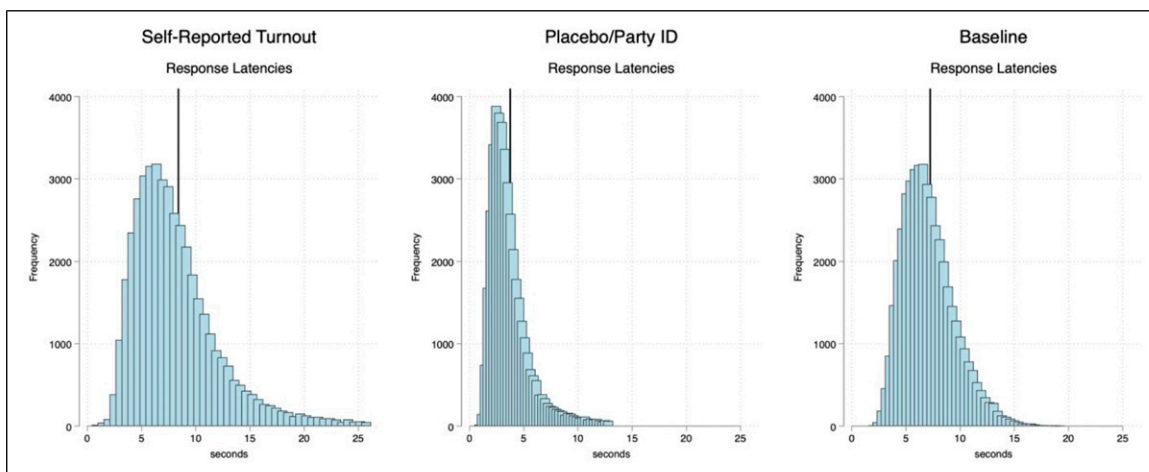 Self-Reported Turnout
Response Latencies
4000
3000
2000
1000
0
Frequency
0 5 10 15 20 25
seconds
Placebo/Party ID
Response Latencies
4000
3000
2000
1000
0
Frequency
0 5 10 15 20 25
seconds
Baseline
Response Latencies
4000
3000
2000
1000
0
Frequency
0 5 10 15 20 25
seconds